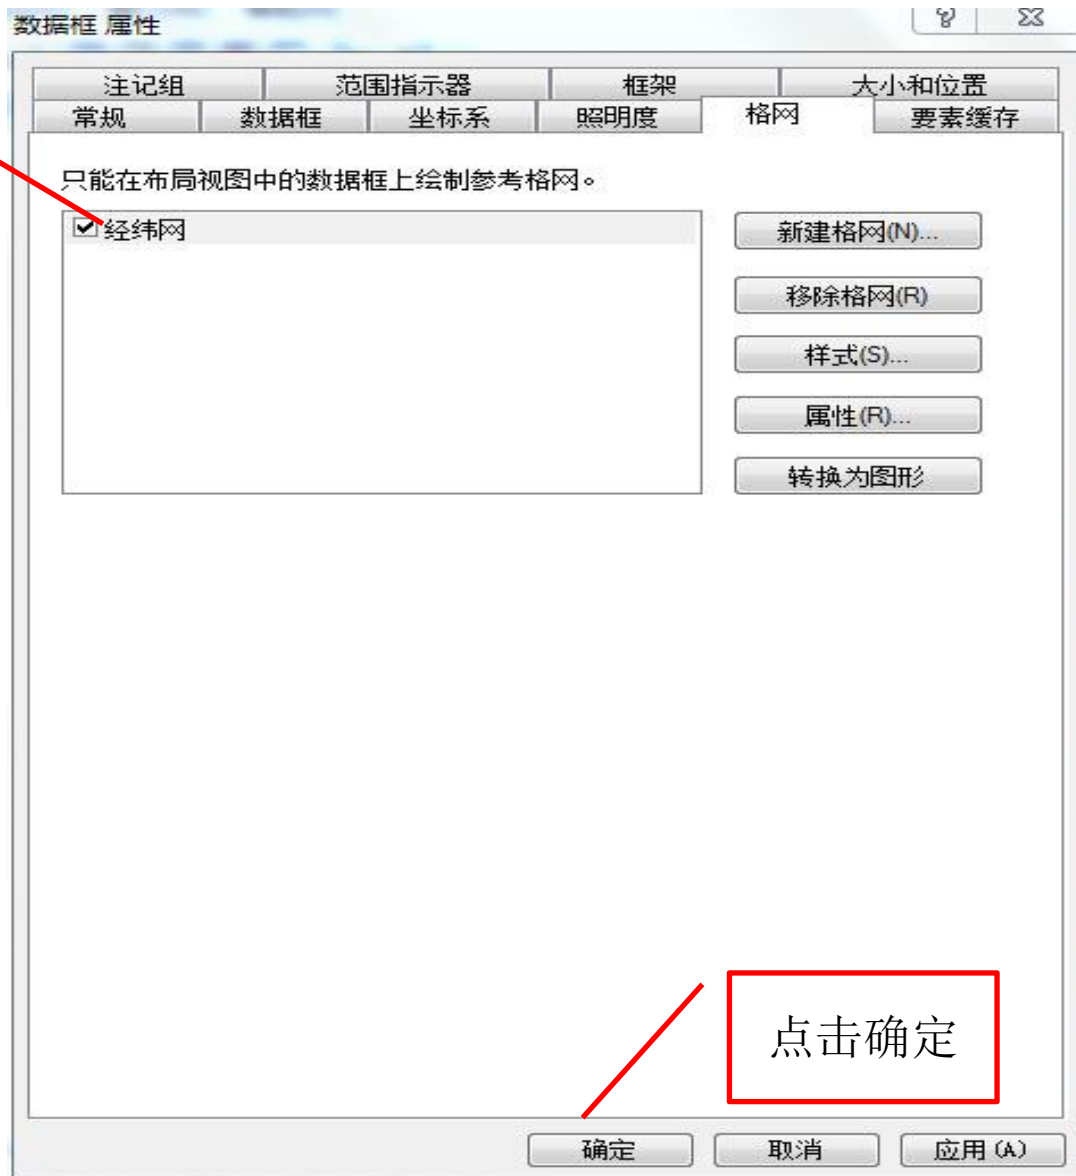 数据框 属性
注记组 范围指示器 框架 大小和位置
常规 数据框 坐标系 照明度 格网 要素缓存
只能在布局视图中的数据框上绘制参考格网。
经纬网
新建格网(N)...
移除格网(R)
样式(S)...
属性(R)...
转换为图形
点击确定
确定 取消 应用(A)